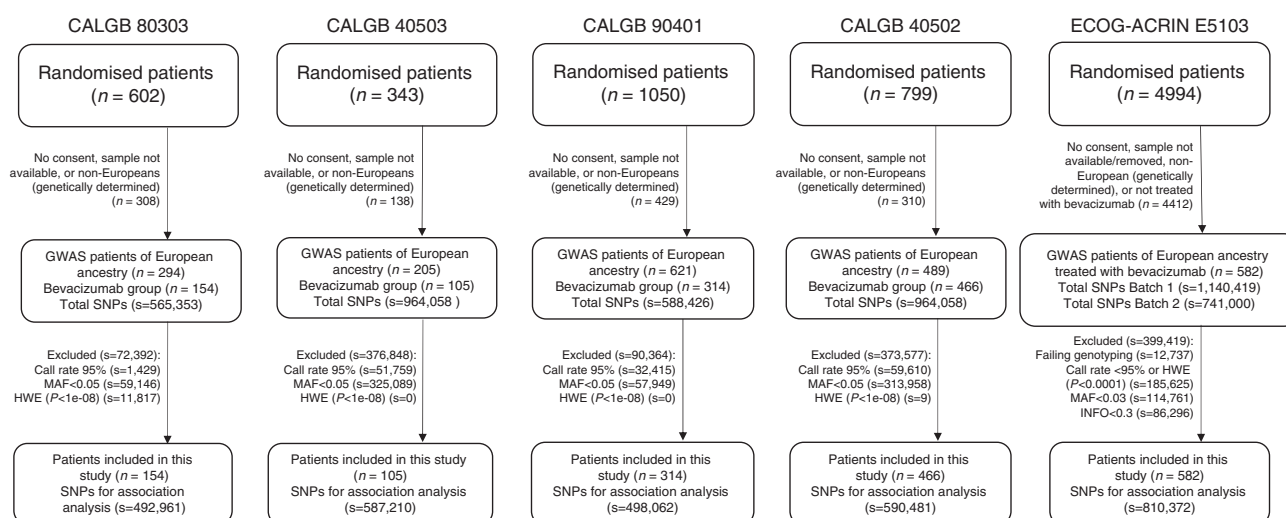 CALGB 80303
Randomised patients
(n = 602)
No consent, sample not
available, or non-Europeans
(genetically determined)
(n = 308)
GWAS patients of European
ancestry (n = 294)
Bevacizumab group (n = 154)
Total SNPs (s=565,353)
Excluded (s=72,392):
Call rate 95% (s=1,429)
MAF<0.05 (s=59,146)
HWE (P<1e-08) (s=11,817)
Patients included in this
study (n = 154)
SNPs for association
analysis (s=492,961)
CALGB 40503
Randomised patients
(n = 343)
No consent, sample not
available, or non-Europeans
(genetically determined)
(n = 138)
GWAS patients of European
ancestry (n = 205)
Bevacizumab group (n = 105)
Total SNPs (s=964,058 )
Excluded (s=376,848):
Call rate 95% (s=51,759)
MAF<0.05 (s=325,089)
HWE (P<1e-08) (s=0)
Patients included in this study
(n = 105)
SNPs for association analysis
(s=587,210)
CALGB 90401
Randomised patients
(n = 1050)
No consent, sample not
available, or non-Europeans
(genetically determined)
(n = 429)
GWAS patients of European
ancestry (n = 621)
Bevacizumab group (n = 314)
Total SNPs (s=588,426)
Excluded (s=90,364):
Call rate 95% (s=32,415)
MAF<0.05 (s=57,949)
HWE (P<1e-08) (s=0)
Patients included in this
study (n = 314)
SNPs for association analysis
(s=498,062)
CALGB 40502
Randomised patients
(n = 799)
No consent, sample not
available, or non-Europeans
(genetically determined)
(n = 310)
GWAS patients of European
ancestry (n = 489)
Bevacizumab group (n = 466)
Total SNPs (s=964,058)
Excluded (s=373,577):
Call rate 95% (s=59,610)
MAF<0.05 (s=313,958)
HWE (P<1e-08) (s=9)
Patients included in this
study (n = 466)
SNPs for association analysis
(s=590,481)
ECOG-ACRIN E5103
Randomised patients
(n = 4994)
No consent, sample not
available/removed, non-
European (genetically
determined), or not treated
with bevacizumab (n = 4412)
GWAS patients of European ancestry
treated with bevacizumab (n = 582)
Total SNPs Batch 1 (s=1,140,419)
Total SNPs Batch 2 (s=741,000)
Excluded (s=399,419):
Failing genotyping (s=12,737)
Call rate <95% or HWE
(P<0.0001) (s=185,625)
MAF<0.03 (s=114,761)
INFO<0.3 (s=86,296)
Patients included in this
study (n = 582)
SNPs for association analysis
(s=810,372)